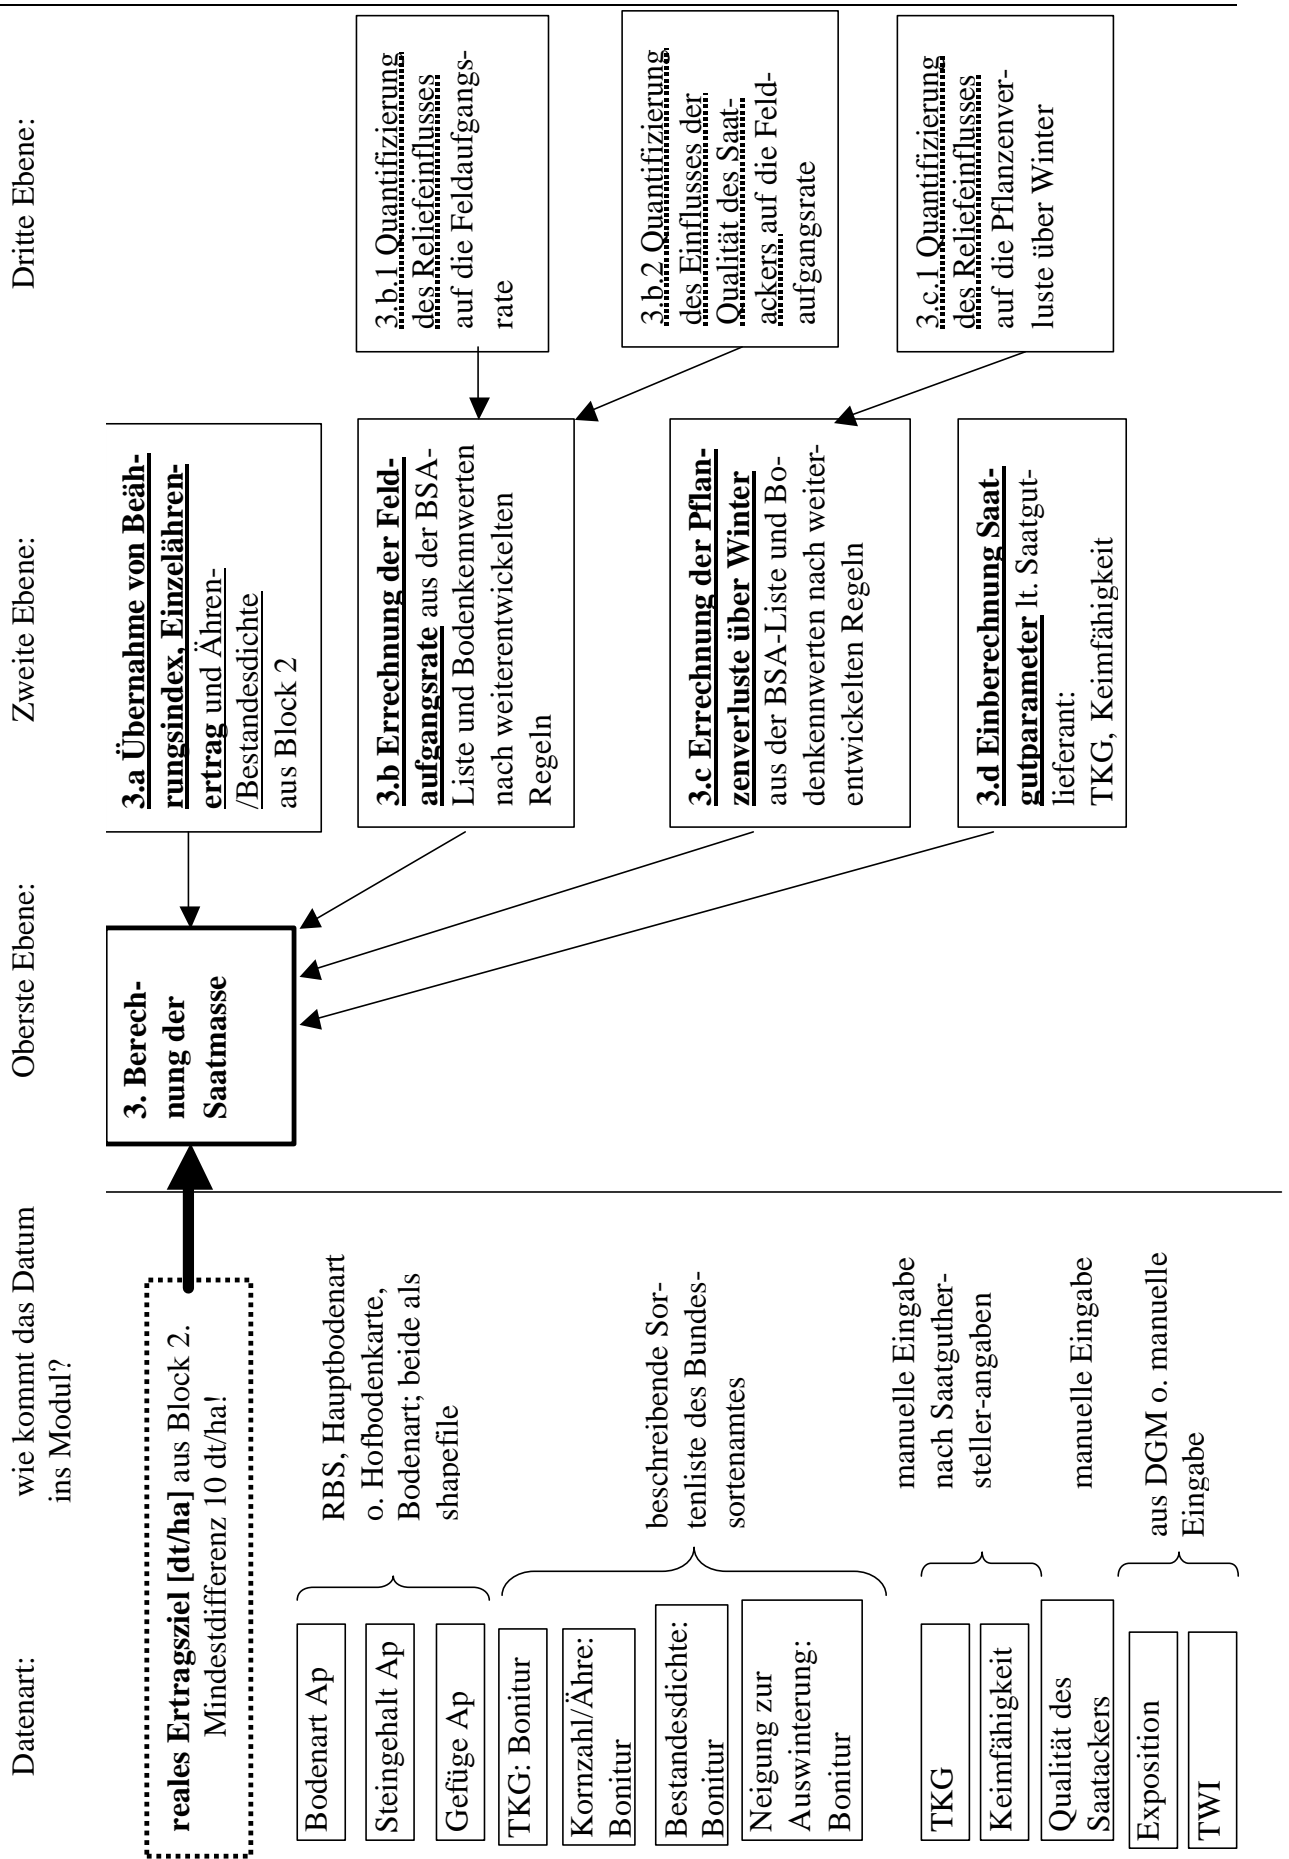 Datenart:
wie kommt das Datum
ins Modul?
Oberste Ebene:
Zweite Ebene:
Dritte Ebene:
reales Ertragsziel [dt/ha] aus Block 2.
Mindestdifferenz 10 dt/ha!
3. Berech-
nung der
Saatmasse
3.a Übernahme von Beäh-
rungsindex, Einzelähren-
ertrag und Ähren-
/Bestandesdichte
aus Block 2
Bodenart Ap
Steingehalt Ap
Gefüge Ap
RBS, Hauptbodenart
o. Hofbodenkarte,
Bodenart; beide als
shapefile
3.b Errechnung der Feld-
aufgangsrate aus der BSA-
Liste und Bodenkennwerten
nach weiterentwickelten
Regeln
3.b.1 Quantifizierung
des Reliefeinflusses
auf die Feldaufgangs-
rate
TKG: Bonitur
Kornzahl/Ähre:
Bonitur
Bestandesdichte:
Bonitur
Neigung zur
Auswinterung:
Bonitur
beschreibende Sor-
tenliste des Bundes-
sortenamtes
3.c Errechnung der Pflan-
zenverluste über Winter
aus der BSA-Liste und Bo-
denkennwerten nach weiter-
entwickelten Regeln
3.b.2 Quantifizierung
des Einflusses der
Qualität des Saat-
ackers auf die Feld-
aufgangsrate
TKG
Keimfähigkeit
manuelle Eingabe
nach Saatguther-
steller-angaben
3.d Einberechnung Saat-
gutparameter lt. Saatgut-
lieferant:
TKG, Keimfähigkeit
3.c.1 Quantifizierung
des Reliefeinflusses
auf die Pflanzenver-
luste über Winter
Qualität des
Saatackers
manuelle Eingabe
Exposition
TWI
aus DGM o. manuelle
Eingabe